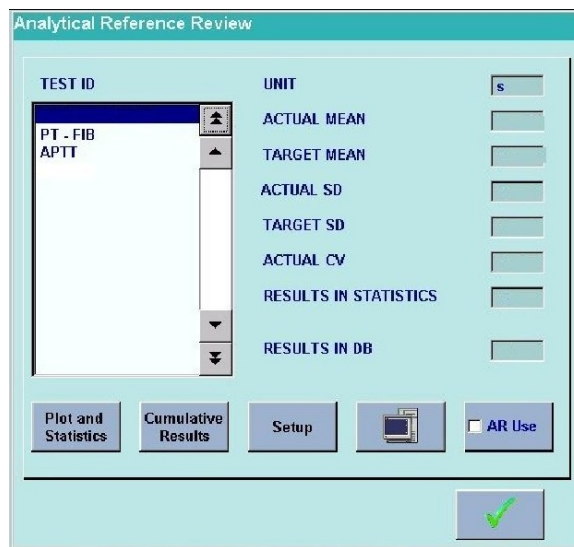 Analytical Reference Review
TEST ID
PT - FIB
APTT
UNIT
s
ACTUAL MEAN
TARGET MEAN
ACTUAL SD
TARGET SD
ACTUAL CV
RESULTS IN STATISTICS
RESULTS IN DB
Plot and
Statistics
Cumulative
Results
Setup
AR Use